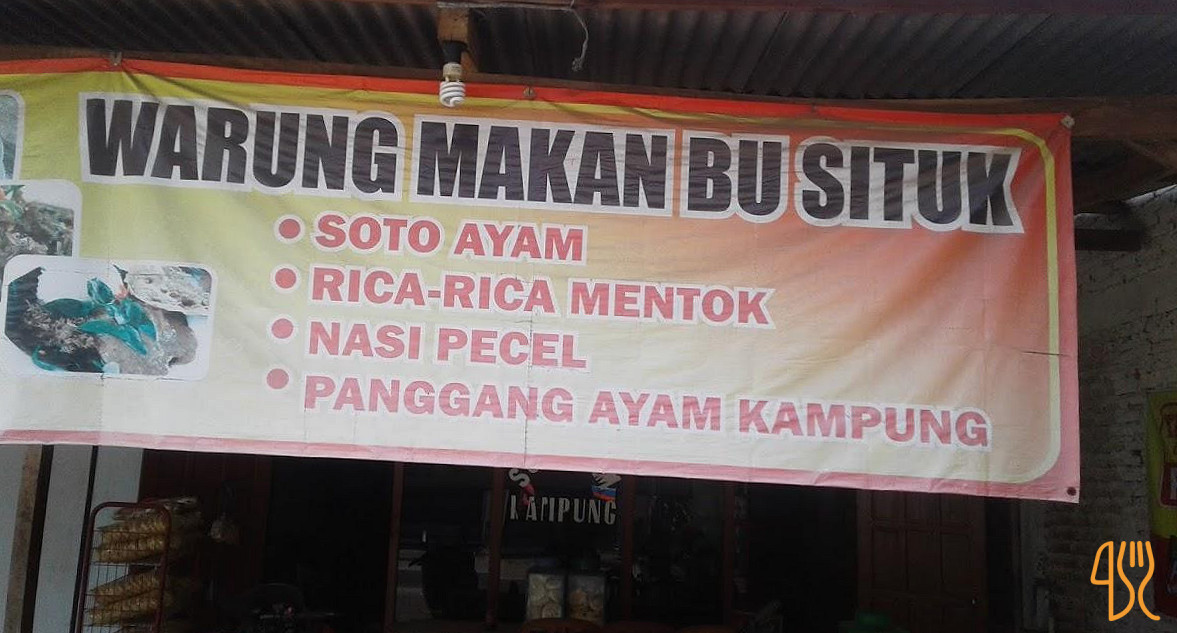 WARUNG MAKAN BU SITUK
• SOTO AYAM
• RICA-RICA MENTOK
• NASI PECEL
• PANGGANG AYAM KAMPUNG
KAMPUNG